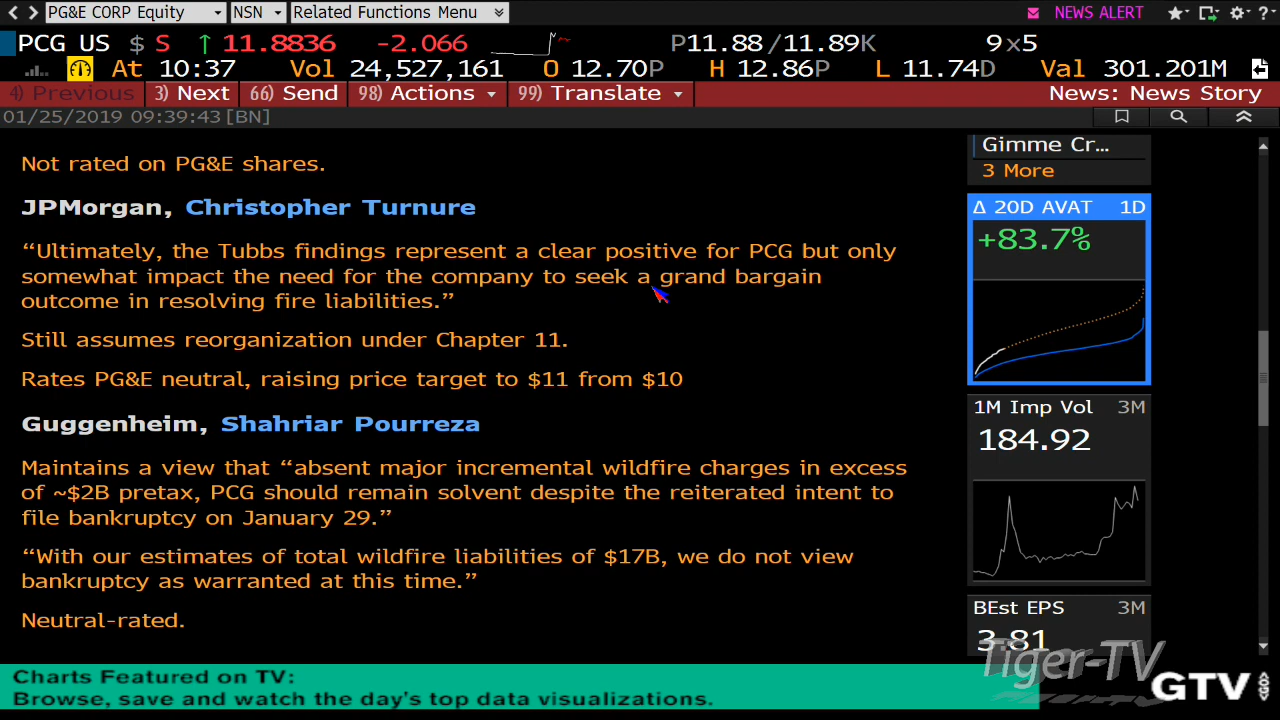 PG&E CORP Equity NSN Related Functions Menu NEWS ALERT ?
PCG US $ S ↑ 11.8836 -2.066 P11.88/11.89K 9x5
At 10:37 Vol 24,527,161 O 12.70P H 12.86P L 11.74D Val 301.201M
4) Previous 3) Next 66) Send 98) Actions 99) Translate News: News Story
01/25/2019 09:39:43 [BN]
Not rated on PG&E shares.
JPMorgan, Christopher Turnure
“Ultimately, the Tubbs findings represent a clear positive for PCG but only
somewhat impact the need for the company to seek a grand bargain
outcome in resolving fire liabilities.”
Still assumes reorganization under Chapter 11.
Rates PG&E neutral, raising price target to $11 from $10
Guggenheim, Shahriar Pourreza
Maintains a view that “absent major incremental wildfire charges in excess
of ~$2B pretax, PCG should remain solvent despite the reiterated intent to
file bankruptcy on January 29.”
“With our estimates of total wildfire liabilities of $17B, we do not view
bankruptcy as warranted at this time.”
Neutral-rated.
Gimme Cr...
3 More
Δ 20D AVAT 1D
+83.7%
1M Imp Vol 3M
184.92
BEst EPS 3M
3.81
Charts Featured on TV:
Browse, save and watch the day's top data visualizations.
Tiger-TV
GTV